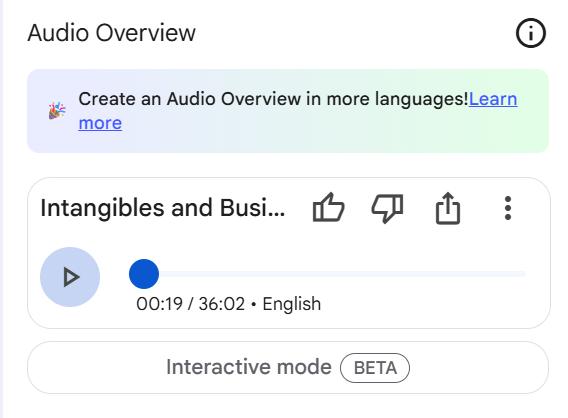 Audio Overview
Create an Audio Overview in more languages!Learn
more
Intangibles and Busi...
00:19 / 36:02 • English
Interactive mode BETA